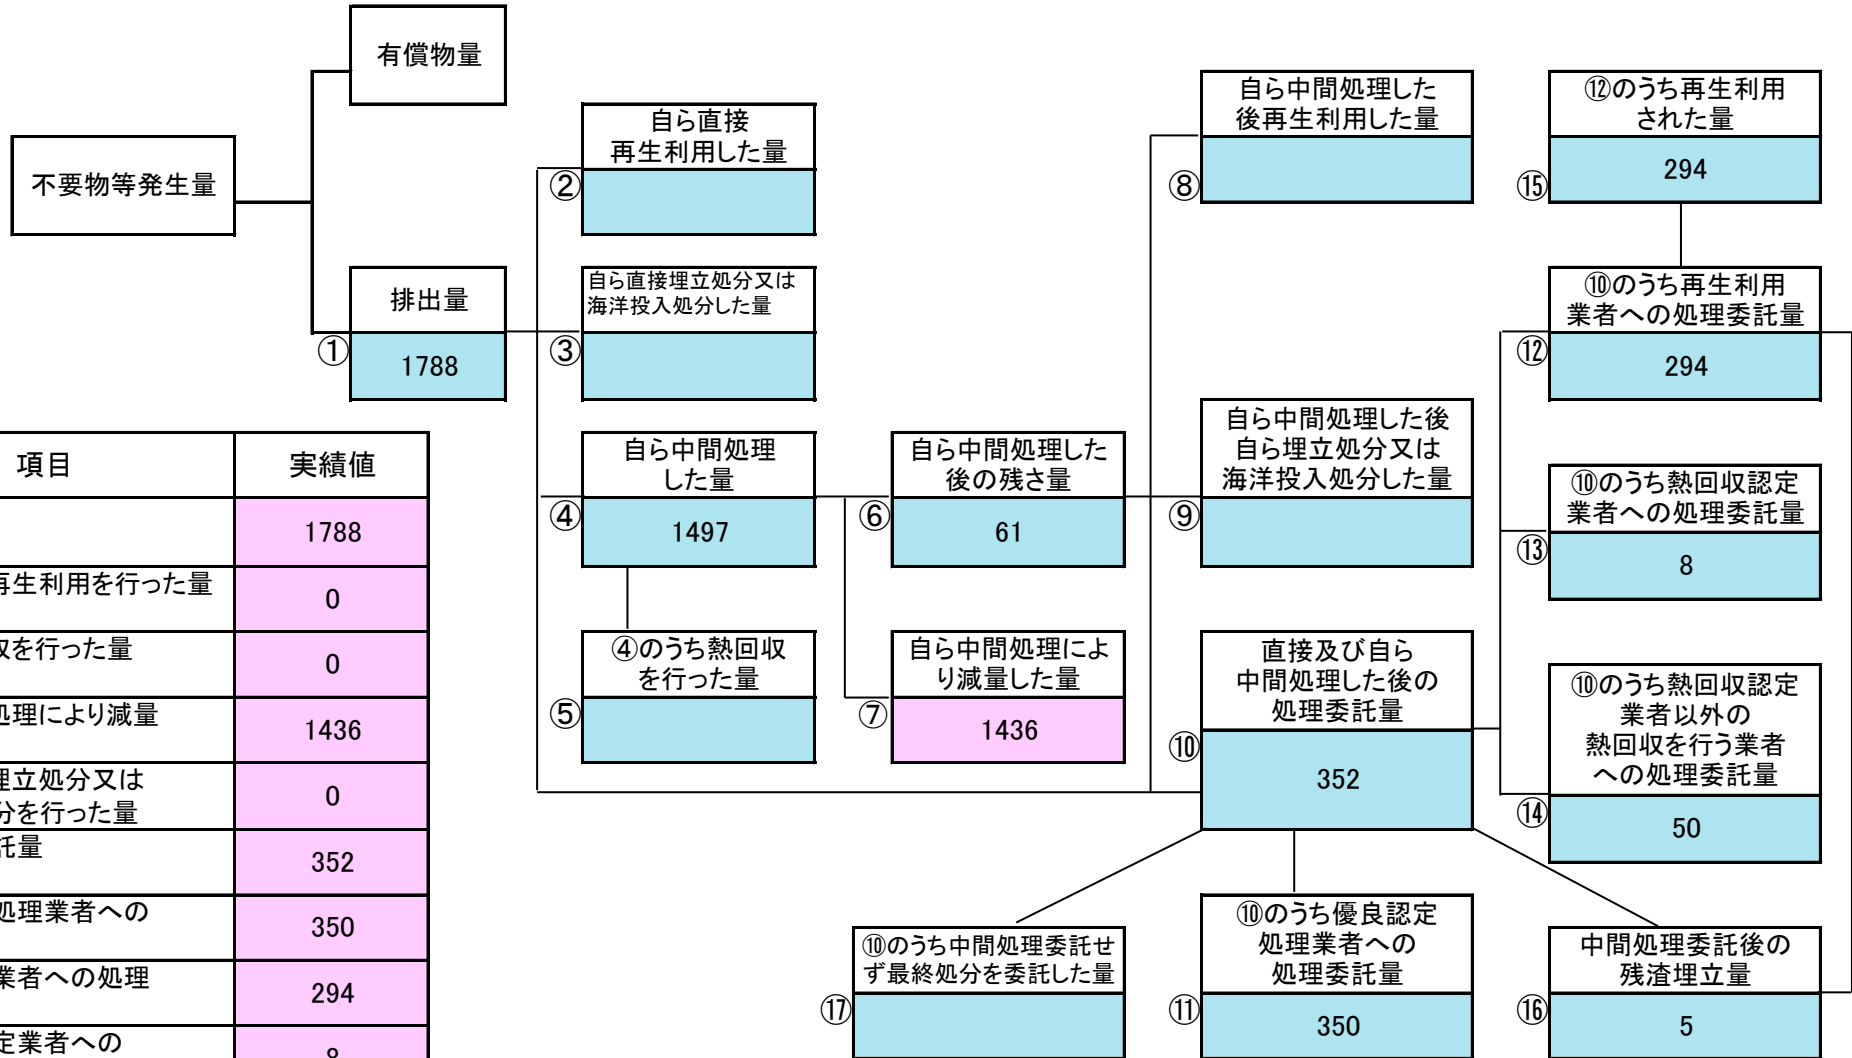 有償物量
不要物等発生量
排出量
①
1788
自ら直接
再生利用した量
②
自ら直接埋立処分又は
海洋投入処分した量
③
自ら中間処理
した量
④
1497
④のうち熱回収
を行った量
⑤
自ら中間処理した
後の残さ量
⑥
61
自ら中間処理によ
り減量した量
⑦
1436
自ら中間処理した
後再生利用した量
⑧
自ら中間処理した後
自ら埋立処分又は
海洋投入処分した量
⑨
直接及び自ら
中間処理した後の
処理委託量
⑩
352
⑩のうち優良認定
処理業者への
処理委託量
⑪
350
⑩のうち中間処理委託せ
ず最終処分を委託した量
⑰
⑫のうち再生利用
された量
⑮
294
⑩のうち再生利用
業者への処理委託量
⑫
294
⑩のうち熱回収認定
業者への処理委託量
⑬
8
⑩のうち熱回収認定
業者以外の
熱回収を行う業者
への処理委託量
⑭
50
中間処理委託後の
残渣埋立量
⑯
5
項目 実績値
1788
再生利用を行った量 0
を行った量 0
処理により減量 1436
埋立処分又は
分を行った量 0
託量 352
処理業者への 350
業者への処理 294
定業者への 8